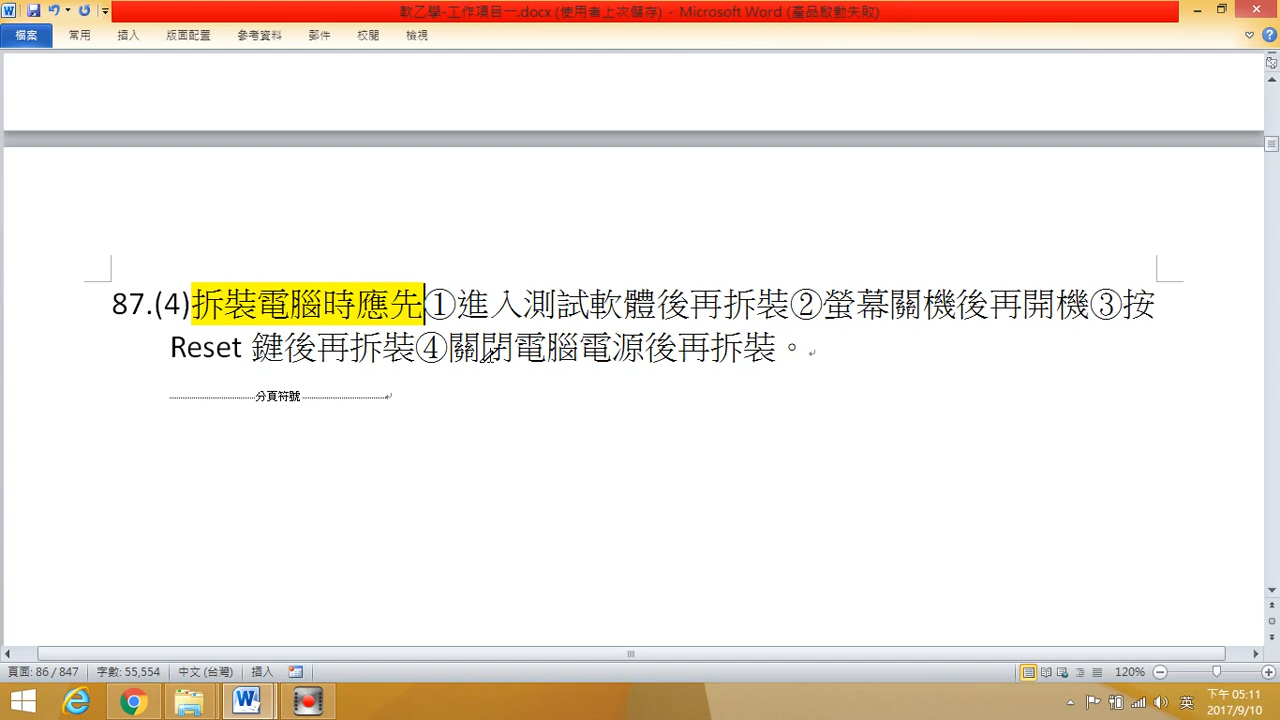 軟乙學-工作項目一.docx (使用者上次儲存) - Microsoft Word (產品啟動失敗)
檔案 常用 插入 版面配置 參考資料 郵件 校閱 檢視
87.(4)拆裝電腦時應先①進入測試軟體後再拆裝②螢幕關機後再開機③按
Reset 鍵後再拆裝④關閉電腦電源後再拆裝。
分頁符號
頁面: 86 / 847 字數: 55,554 中文 (台灣) 插入 120%
英 下午 05:11
2017/9/10